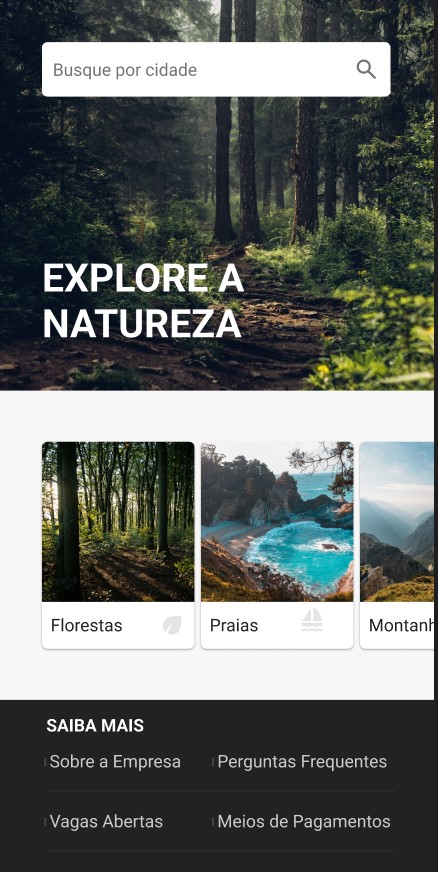 Busque por cidade
EXPLORE A
NATUREZA
Florestas
Praias
Montanh
SAIBA MAIS
Sobre a Empresa
Perguntas Frequentes
Vagas Abertas
Meios de Pagamentos